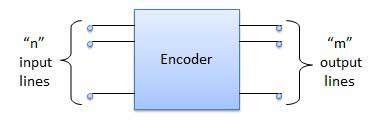 “n”
input
lines
Encoder
“m”
output
lines